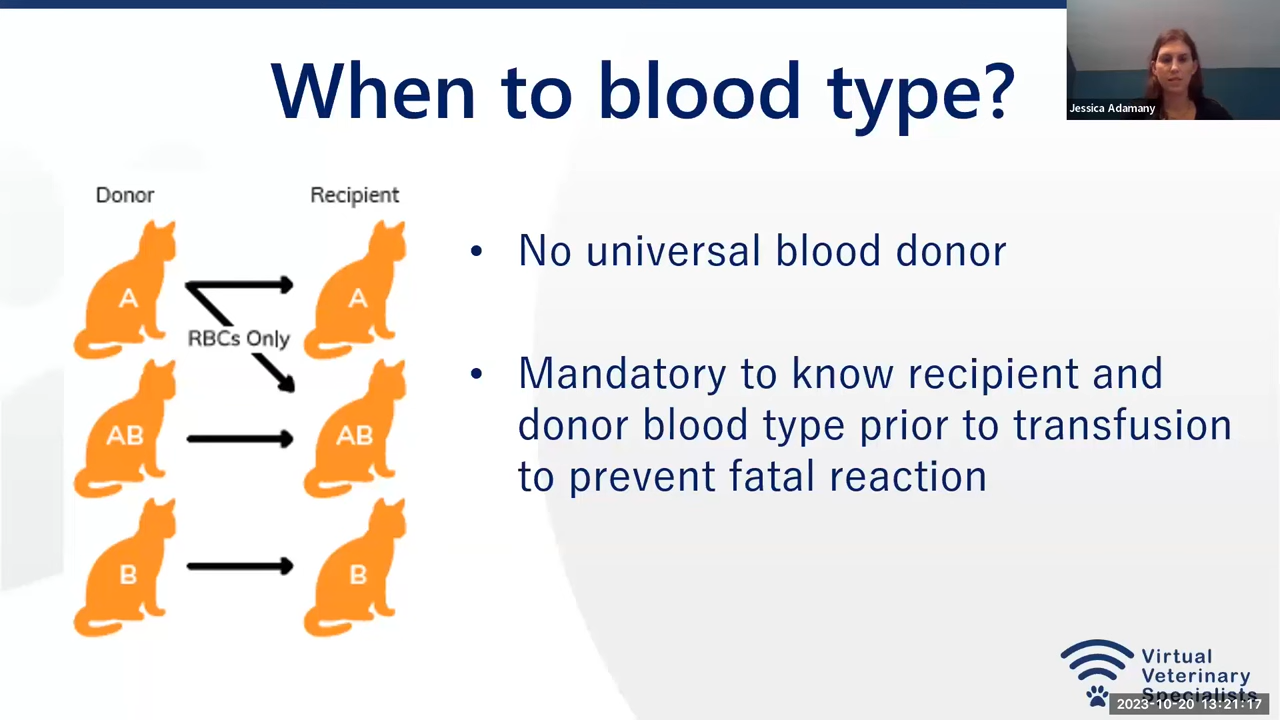 When to blood type?
Jessica Adamany
Donor
Recipient
A
A
RBCs Only
AB
AB
B
B
• No universal blood donor
• Mandatory to know recipient and
donor blood type prior to transfusion
to prevent fatal reaction
Virtual
Veterinary
Specialists
2023-10-20 13:21:17